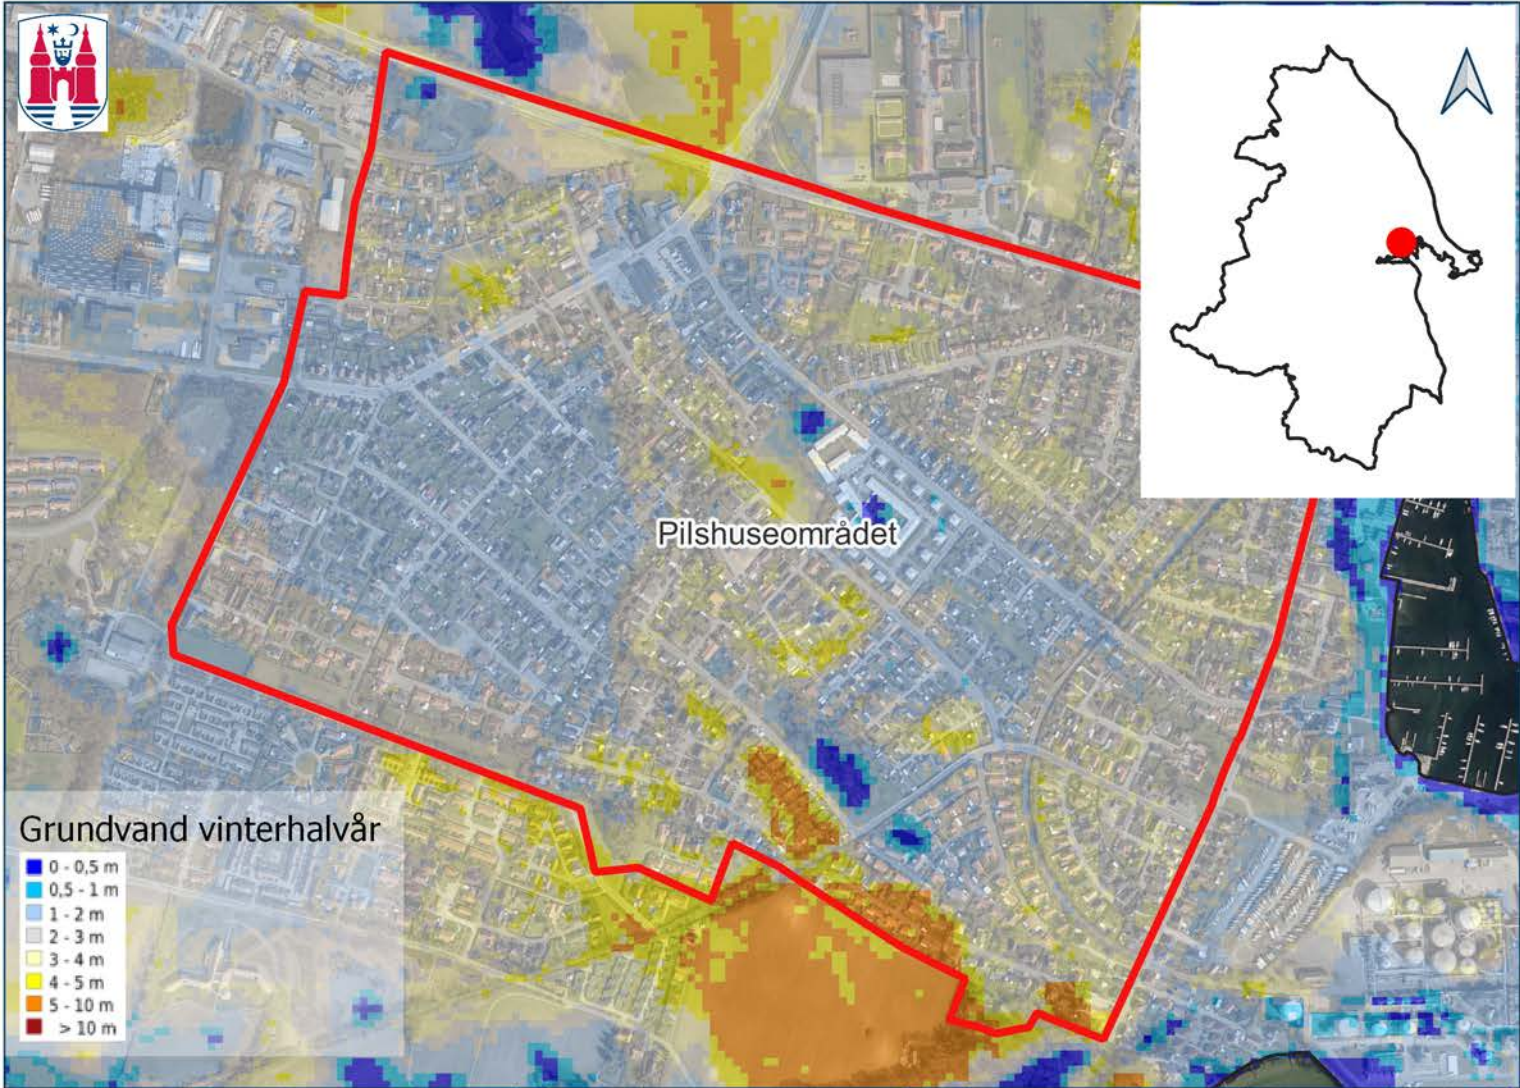 Pilshuseområdet
Grundvand vinterhalvår
0 - 0,5 m
0,5 - 1 m
1 - 2 m
2 - 3 m
3 - 4 m
4 - 5 m
5 - 10 m
> 10 m